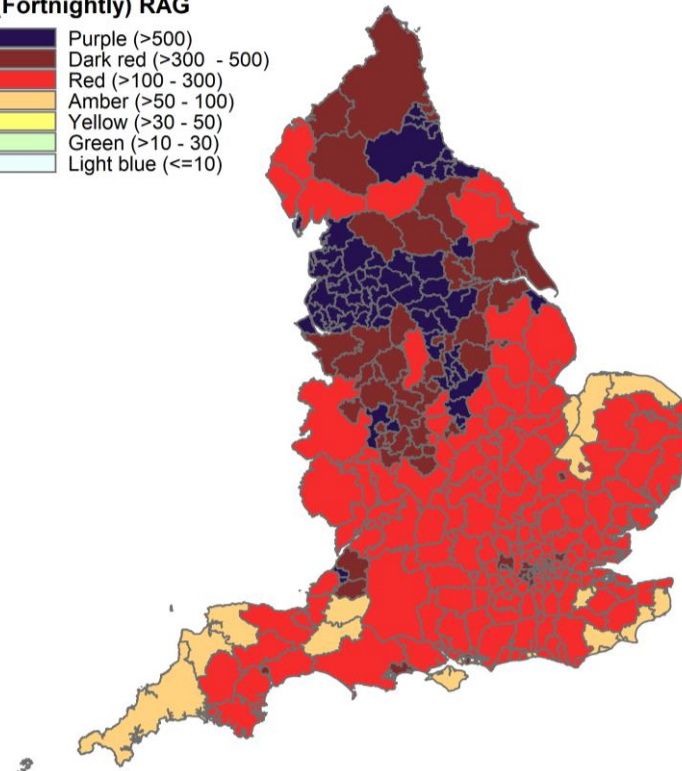 (Fortnightly) RAG
Purple (>500)
Dark red (>300 - 500)
Red (>100 - 300)
Amber (>50 - 100)
Yellow (>30 - 50)
Green (>10 - 30)
Light blue (<=10)